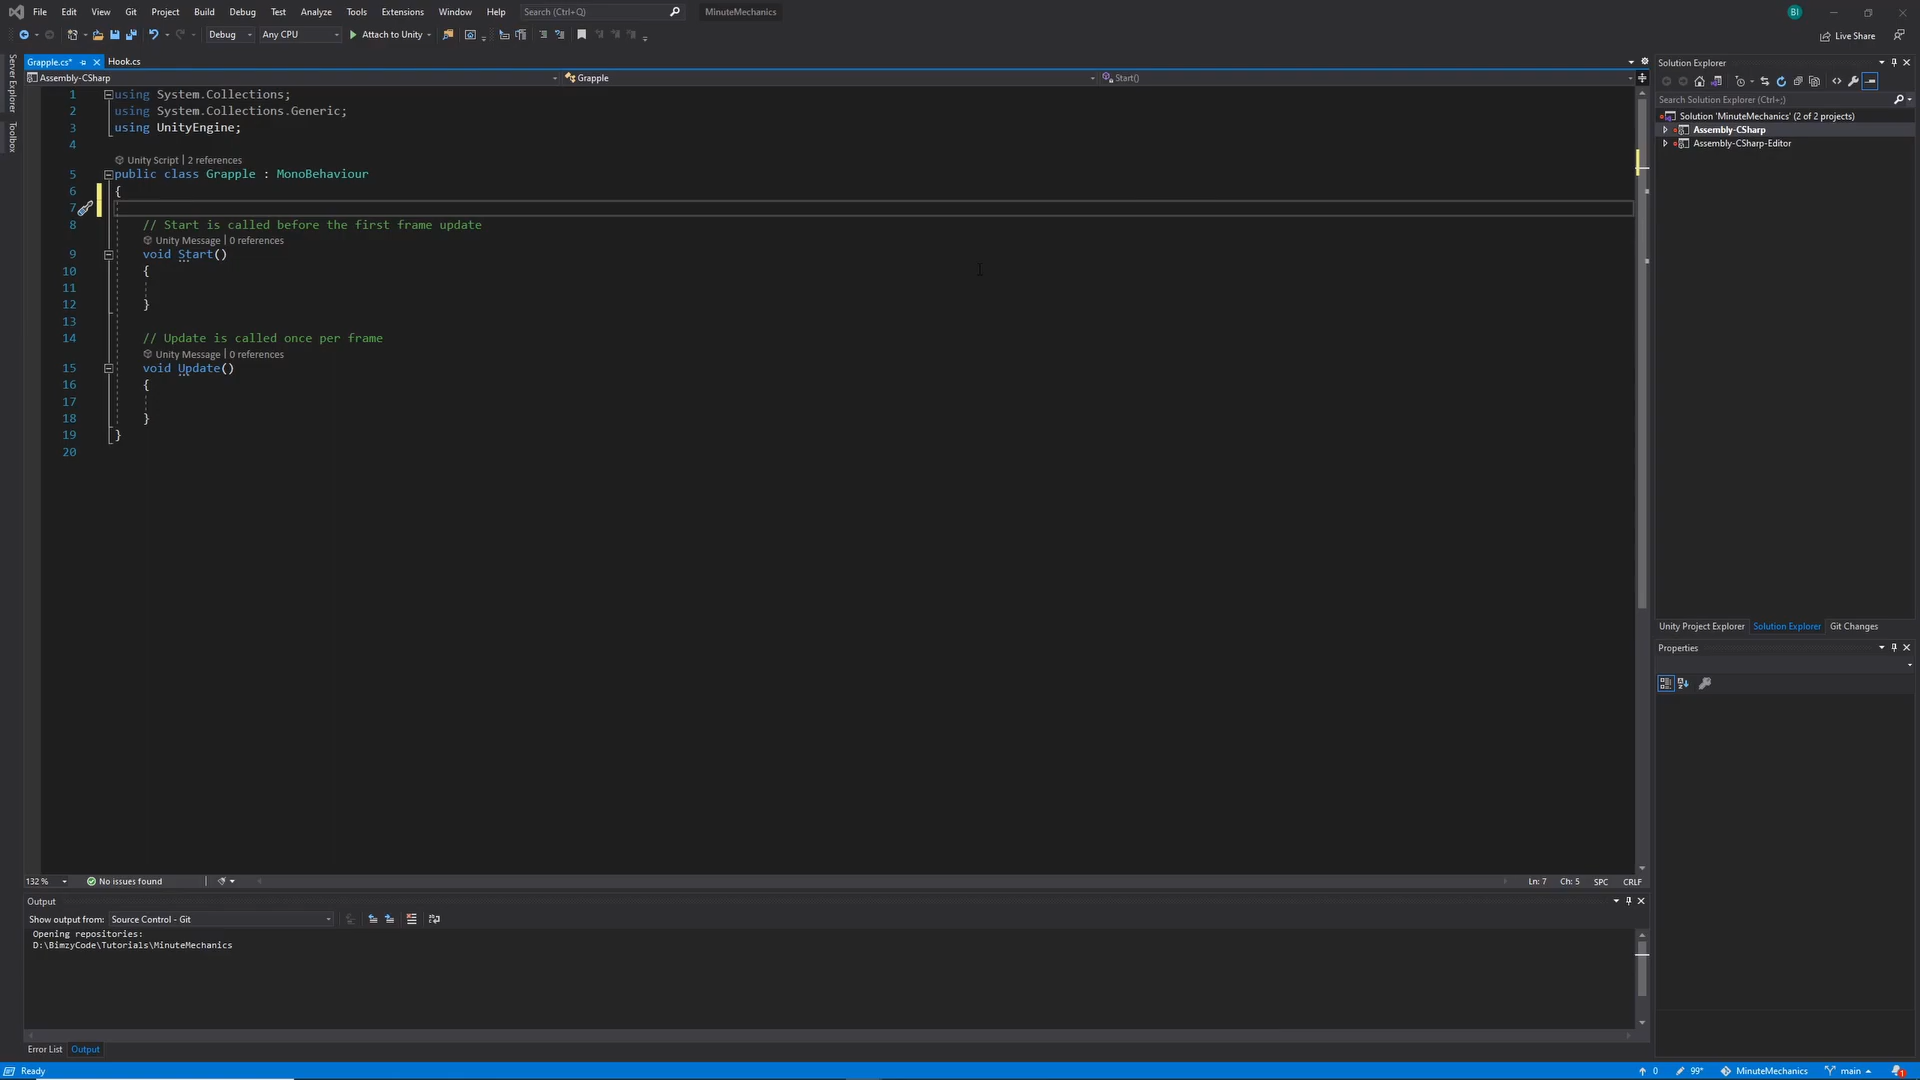 File Edit View Git Project Build Debug Test Analyze Tools Extensions Window Help Search (Ctrl+Q) MinuteMechanics BI
Debug Any CPU Attach to Unity Live Share
Server Explorer
Toolbox
Grapple.cs* Hook.cs
Assembly-CSharp Grapple Start()
1 using System.Collections;
2 using System.Collections.Generic;
3 using UnityEngine;
4
Unity Script | 2 references
5 public class Grapple : MonoBehaviour
6 {
7
8 // Start is called before the first frame update
Unity Message | 0 references
9 void Start()
10 {
11
12 }
13
14 // Update is called once per frame
Unity Message | 0 references
15 void Update()
16 {
17
18 }
19 }
20
132 % No issues found Ln: 7 Ch: 5 SPC CRLF
Output
Show output from: Source Control - Git
Opening repositories:
D:\BimzyCode\Tutorials\MinuteMechanics
Error List Output
Solution Explorer
Search Solution Explorer (Ctrl+;)
Solution 'MinuteMechanics' (2 of 2 projects)
Assembly-CSharp
Assembly-CSharp-Editor
Unity Project Explorer Solution Explorer Git Changes
Properties
Ready 0 99* MinuteMechanics main 1